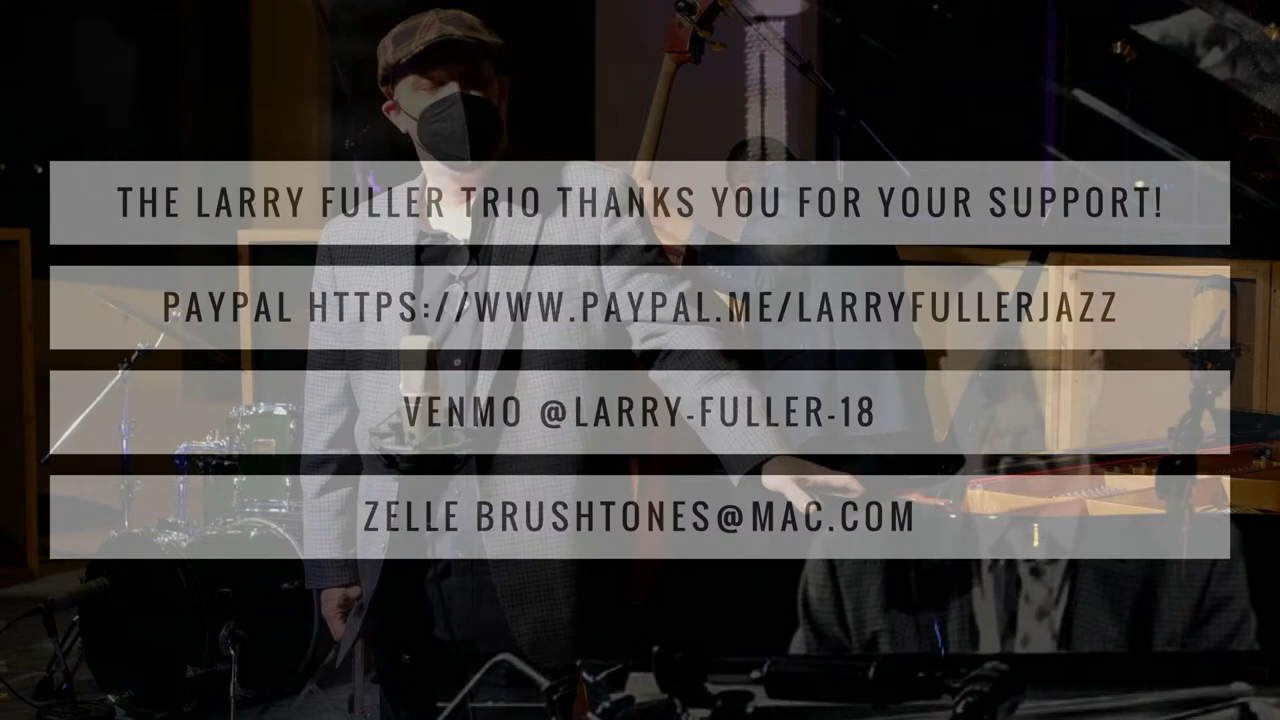 THE LARRY FULLER TRIO THANKS YOU FOR YOUR SUPPORT!
PAYPAL HTTPS://WWW.PAYPAL.ME/LARRYFULLERJAZZ
VENMO @LARRY-FULLER-18
ZELLE BRUSHTONES@MAC.COM